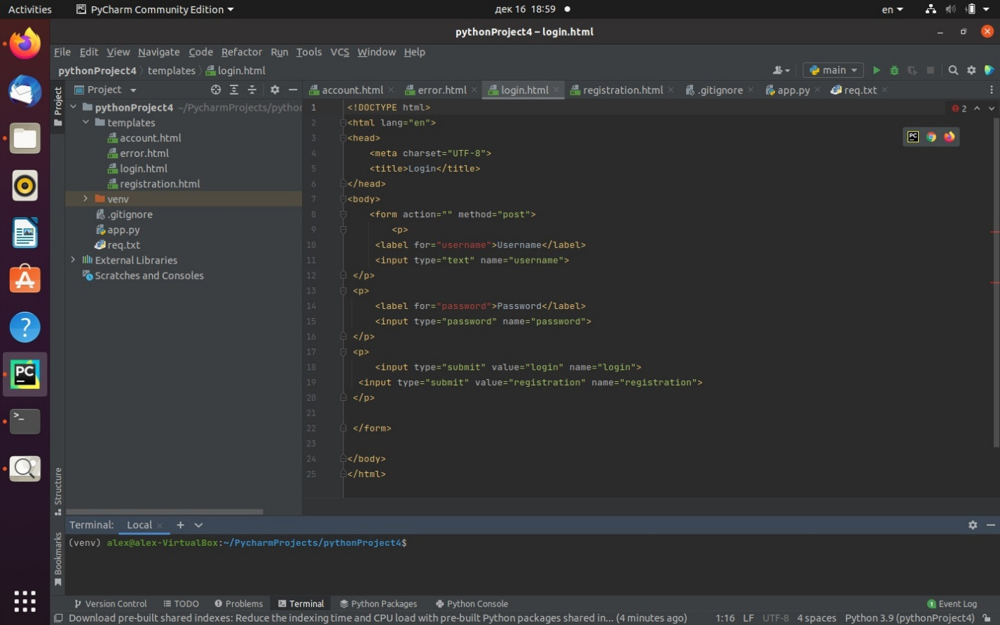 Activities PyCharm Community Edition дек 16 18:59 en
pythonProject4 – login.html
File Edit View Navigate Code Refactor Run Tools VCS Window Help
pythonProject4 templates login.html main
Project account.html error.html login.html registration.html .gitignore app.py req.txt
Project
pythonProject4 ~/PycharmProjects/python
templates
account.html
error.html
login.html
registration.html
venv
.gitignore
app.py
req.txt
External Libraries
Scratches and Consoles
1 <!DOCTYPE html>
2 <html lang="en">
3 <head>
4 <meta charset="UTF-8">
5 <title>Login</title>
6 </head>
7 <body>
8 <form action="" method="post">
9 <p>
10 <label for="username">Username</label>
11 <input type="text" name="username">
12 </p>
13 <p>
14 <label for="password">Password</label>
15 <input type="password" name="password">
16 </p>
17 <p>
18 <input type="submit" value="login" name="login">
19 <input type="submit" value="registration" name="registration">
20 </p>
21
22 </form>
23
24 </body>
25 </html>
2
PC
PC
Structure
Bookmarks
Terminal: Local
(venv) alex@alex-VirtualBox:~/PycharmProjects/pythonProject4$
Version Control TODO Problems Terminal Python Packages Python Console 1 Event Log
Download pre-built shared indexes: Reduce the indexing time and CPU load with pre-built Python packages shared in... (4 minutes ago) 1:16 LF UTF-8 4 spaces Python 3.9 (pythonProject4)